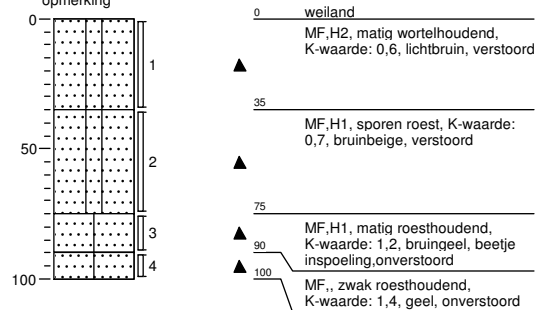 opmerking
0
50
100
1
2
3
4
0
weiland
MF,H2, matig wortelhoudend,
K-waarde: 0,6, lichtbruin, verstoord
35
MF,H1, sporen roest, K-waarde:
0,7, bruinbeige, verstoord
75
MF,H1, matig roesthoudend,
K-waarde: 1,2, bruingeel, beetje
inspoeling,onverstoord
90
100
MF,, zwak roesthoudend,
K-waarde: 1,4, geel, onverstoord